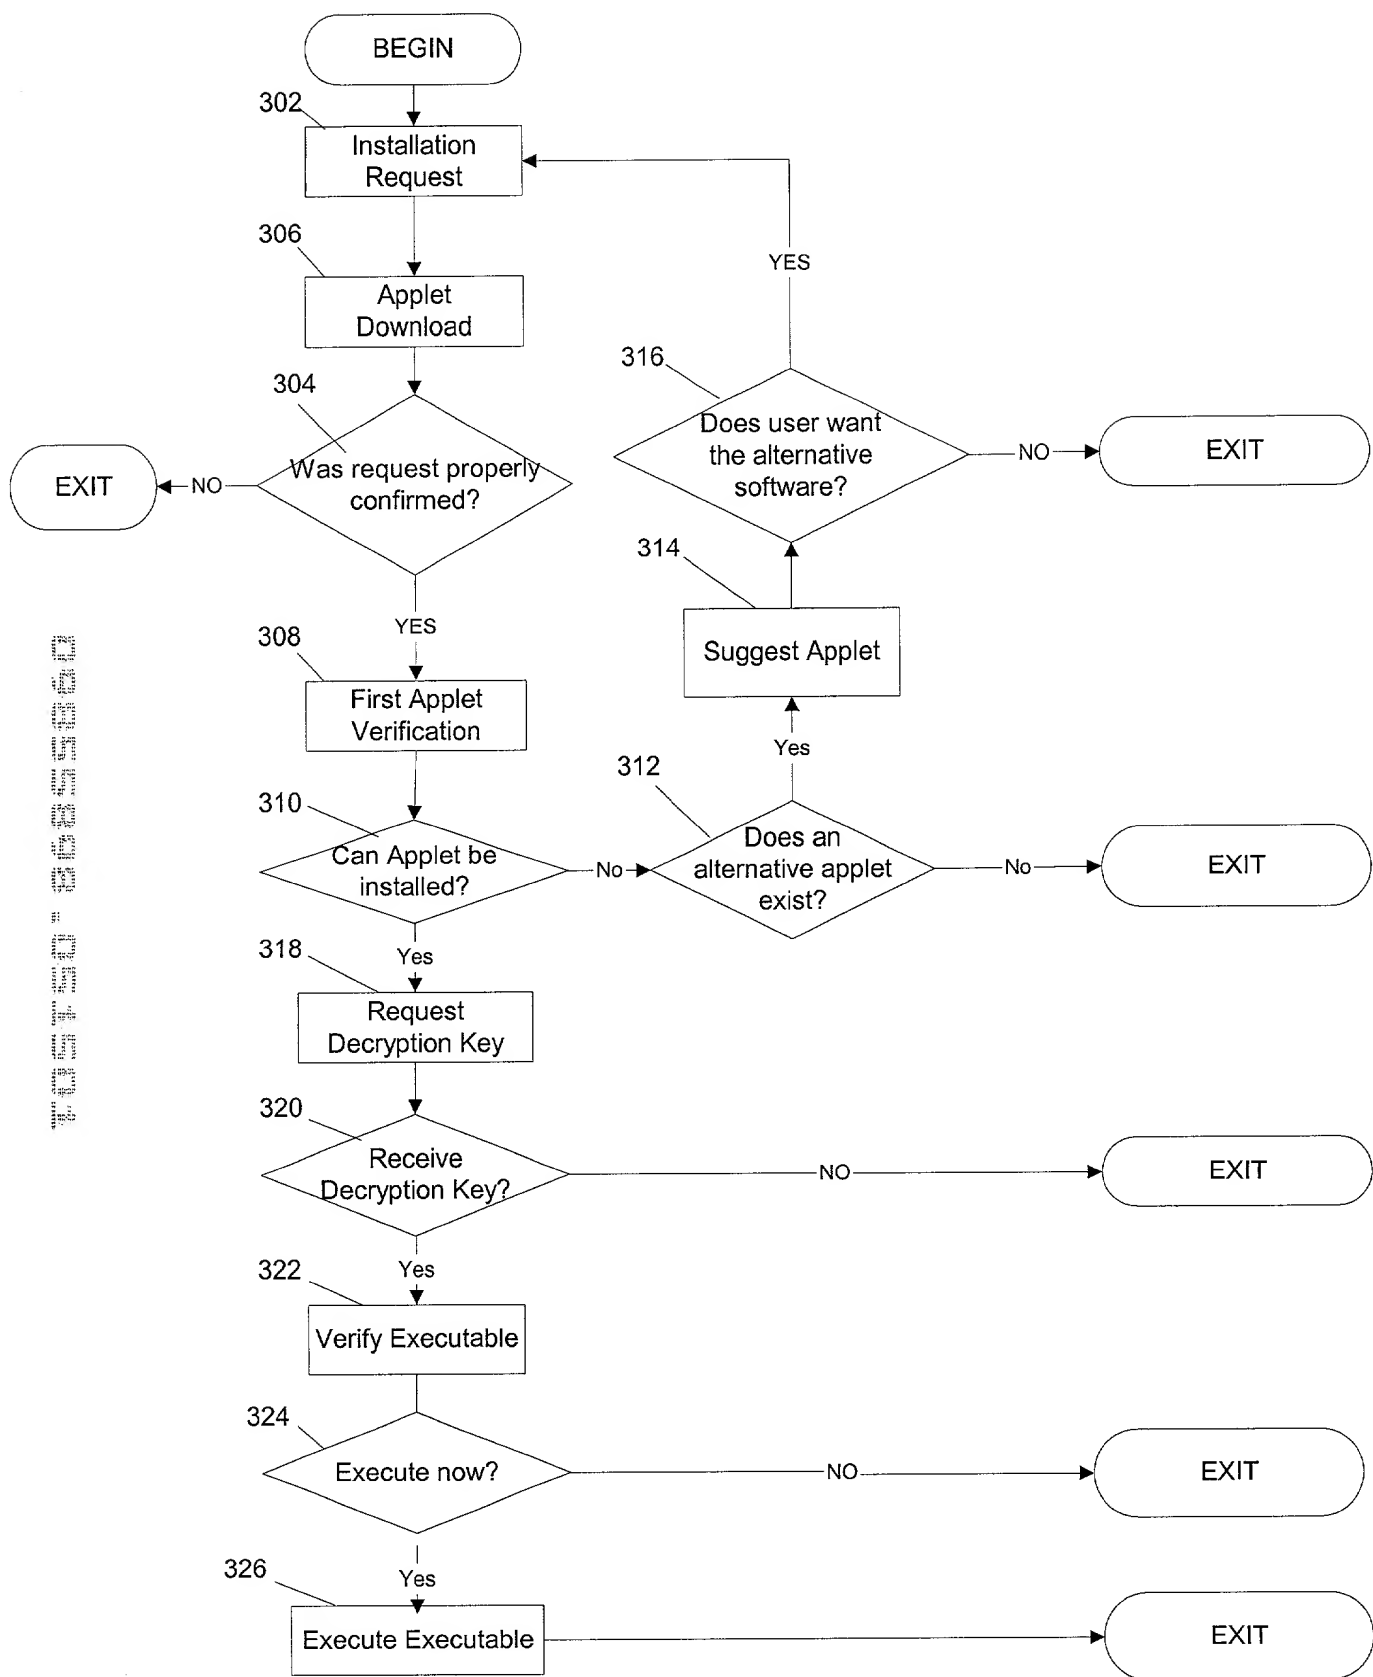 BEGIN
302
Installation
Request
306
Applet
Download
YES
316
304
Does user want
the alternative
software?
NO
EXIT
Was request properly
confirmed?
NO
EXIT
314
YES
308
Suggest Applet
First Applet
Verification
Yes
312
310
Can Applet be
installed?
No
Does an
alternative applet
exist?
No
EXIT
318
Yes
Request
Decryption Key
320
Receive
Decryption Key?
NO
EXIT
322
Yes
Verify Executable
324
Execute now?
NO
EXIT
326
Yes
Execute Executable
EXIT